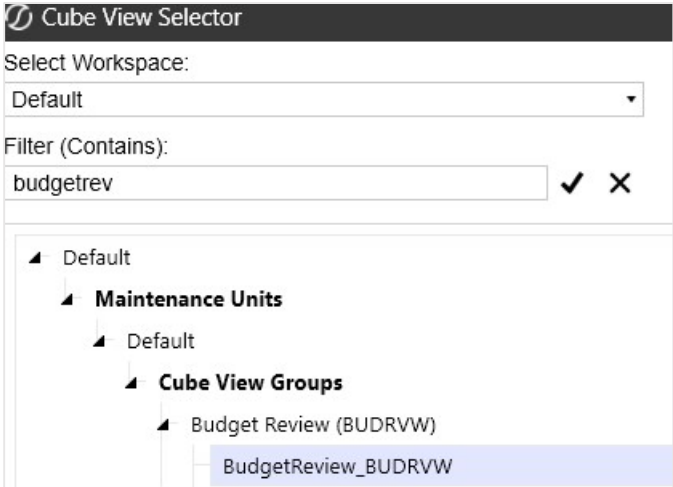 Cube View Selector
Select Workspace:
Default
Filter (Contains):
budgetrev
Default
Maintenance Units
Default
Cube View Groups
Budget Review (BUDRVW)
BudgetReview_BUDRVW